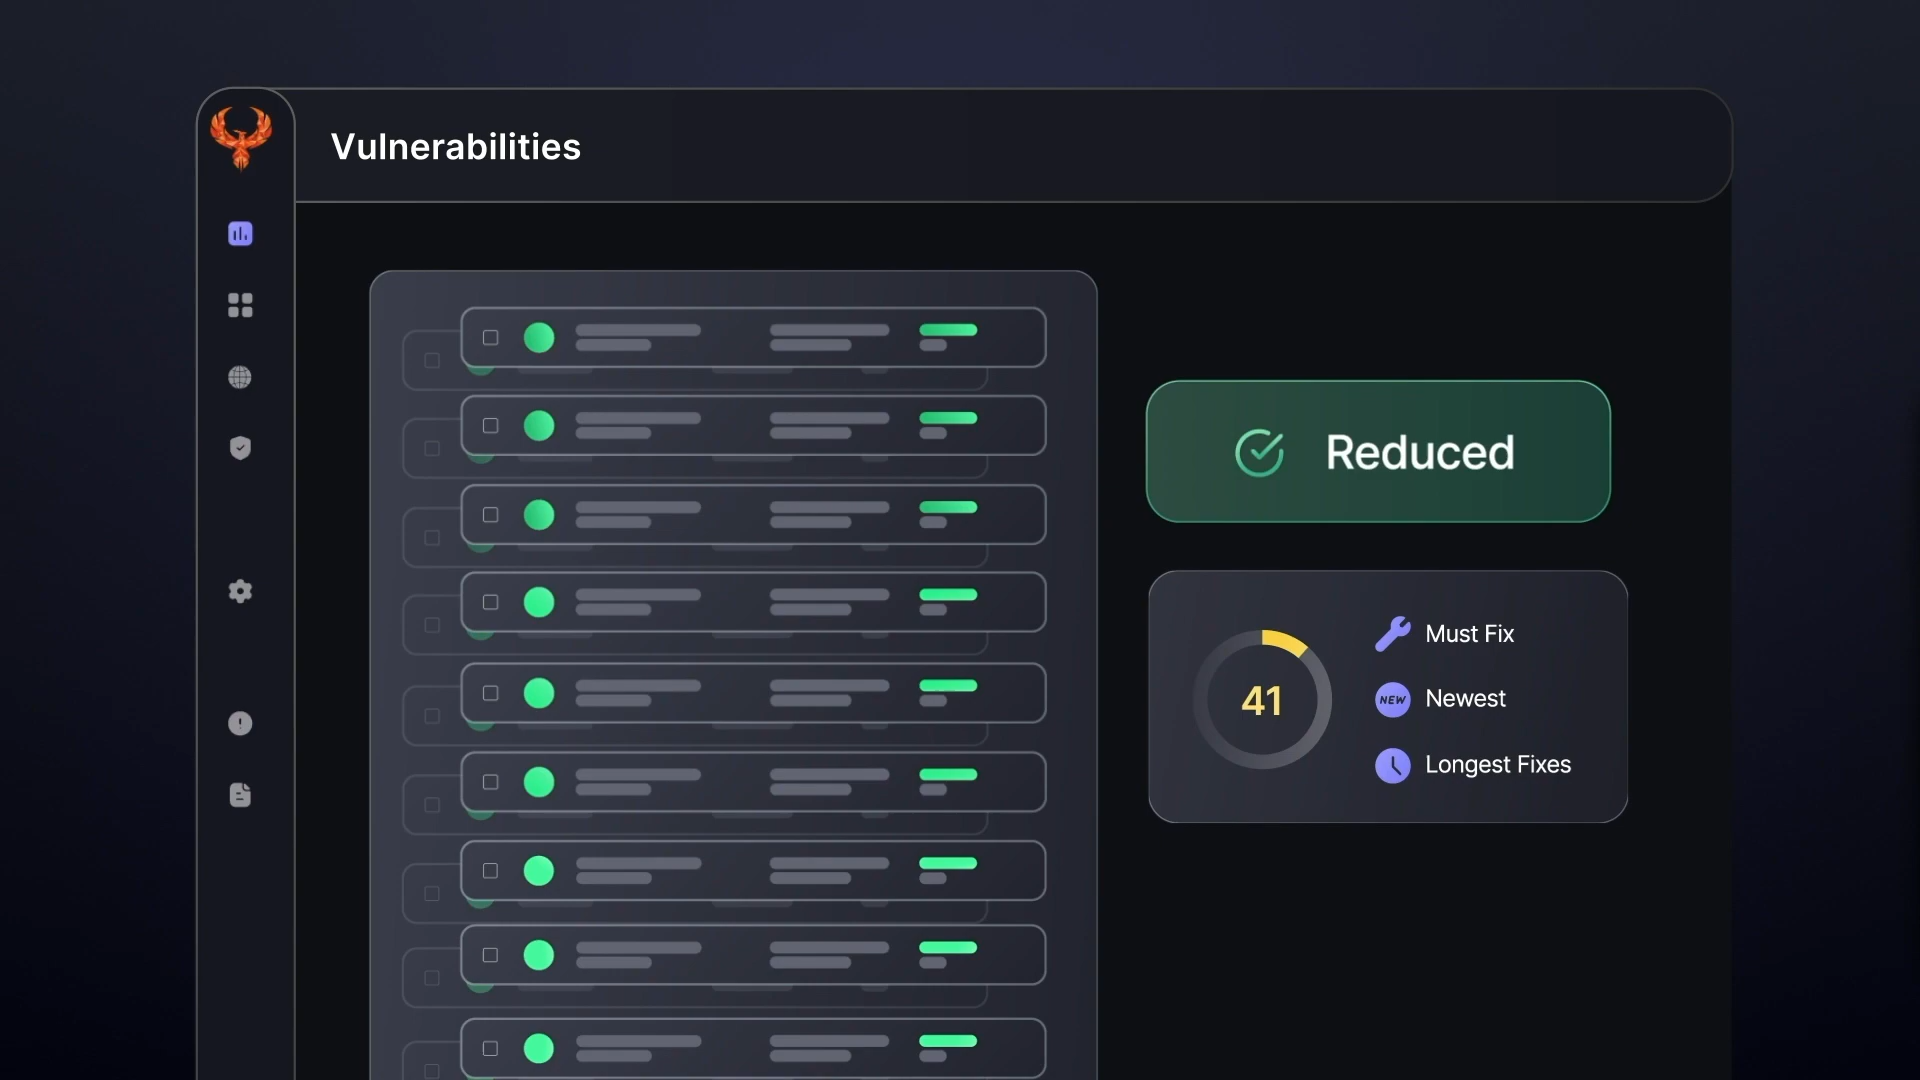 Vulnerabilities
Reduced
41
Must Fix
NEW
Newest
Longest Fixes